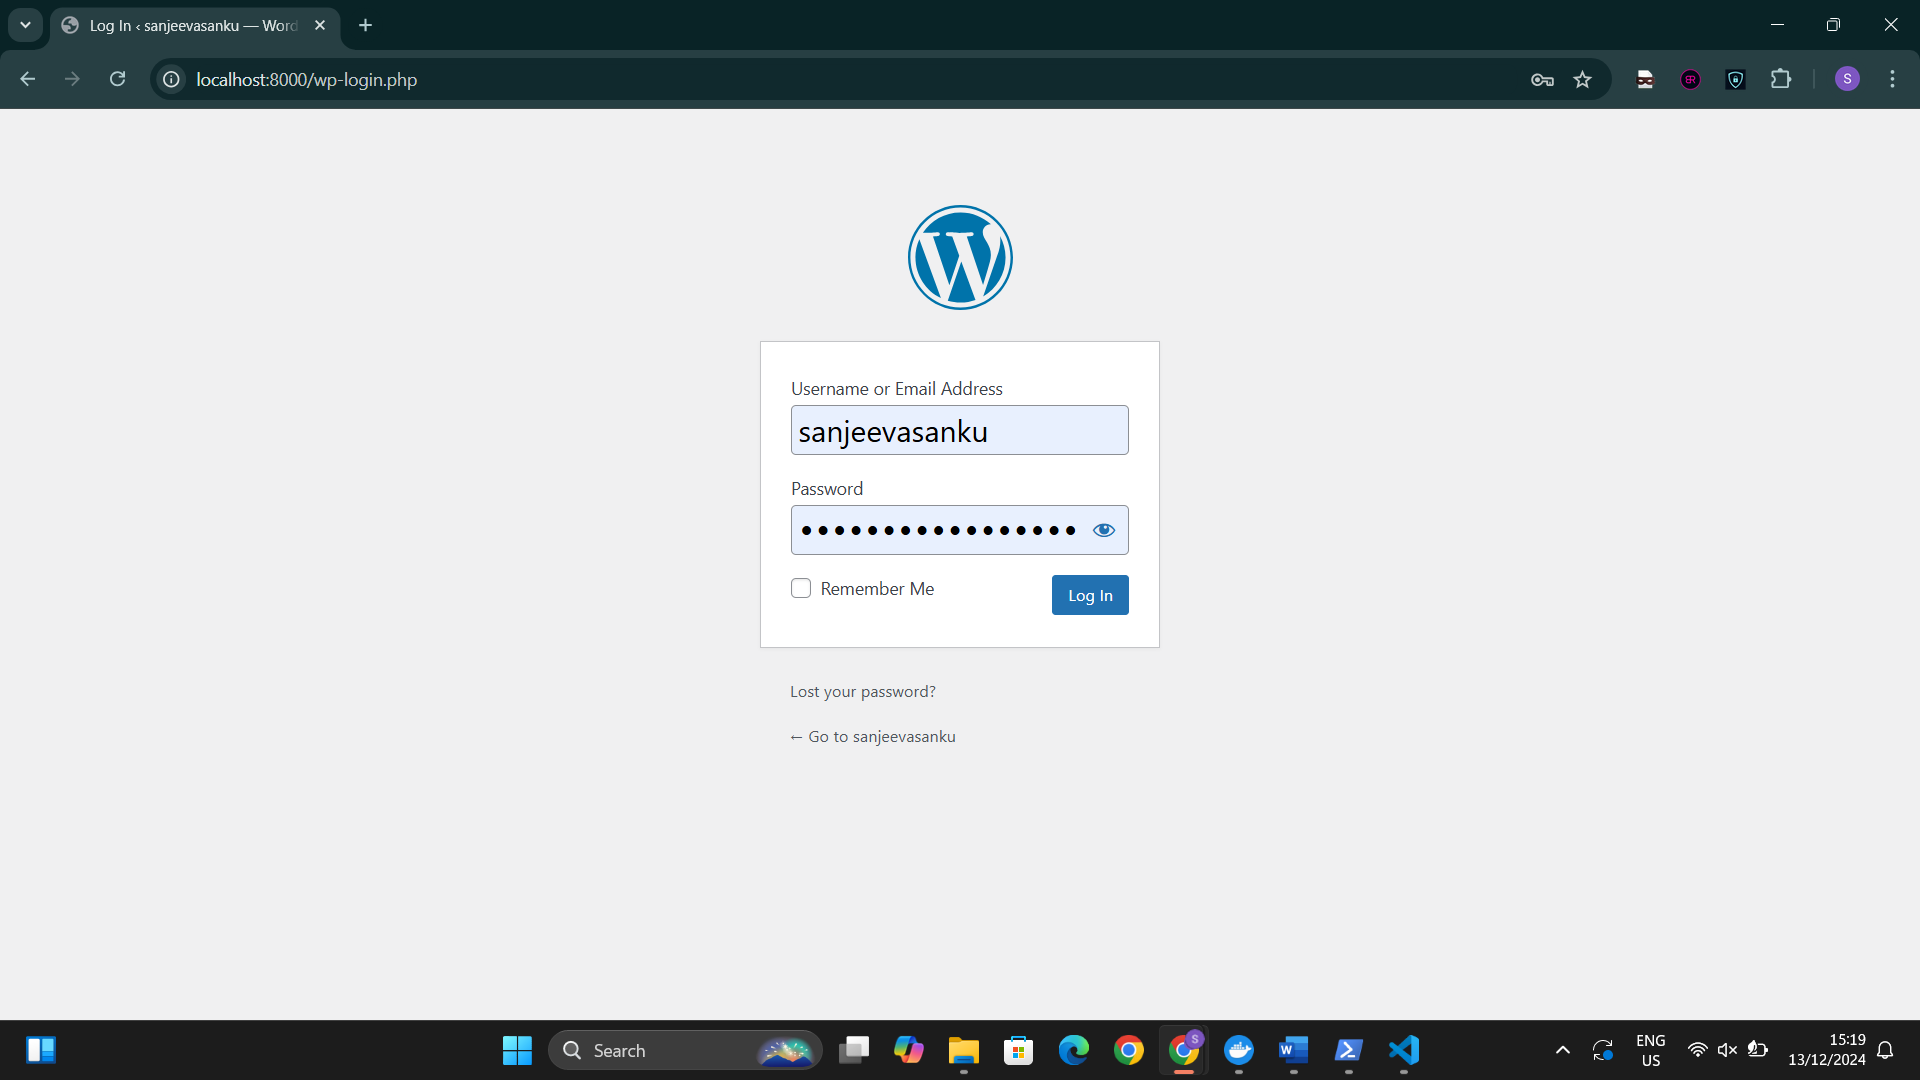 Log In ‹ sanjeevasanku — Word
localhost:8000/wp-login.php
BR
S
Username or Email Address
sanjeevasanku
Password
Remember Me
Log In
Lost your password?
← Go to sanjeevasanku
Search
S
W
ENG
US
15:19
13/12/2024